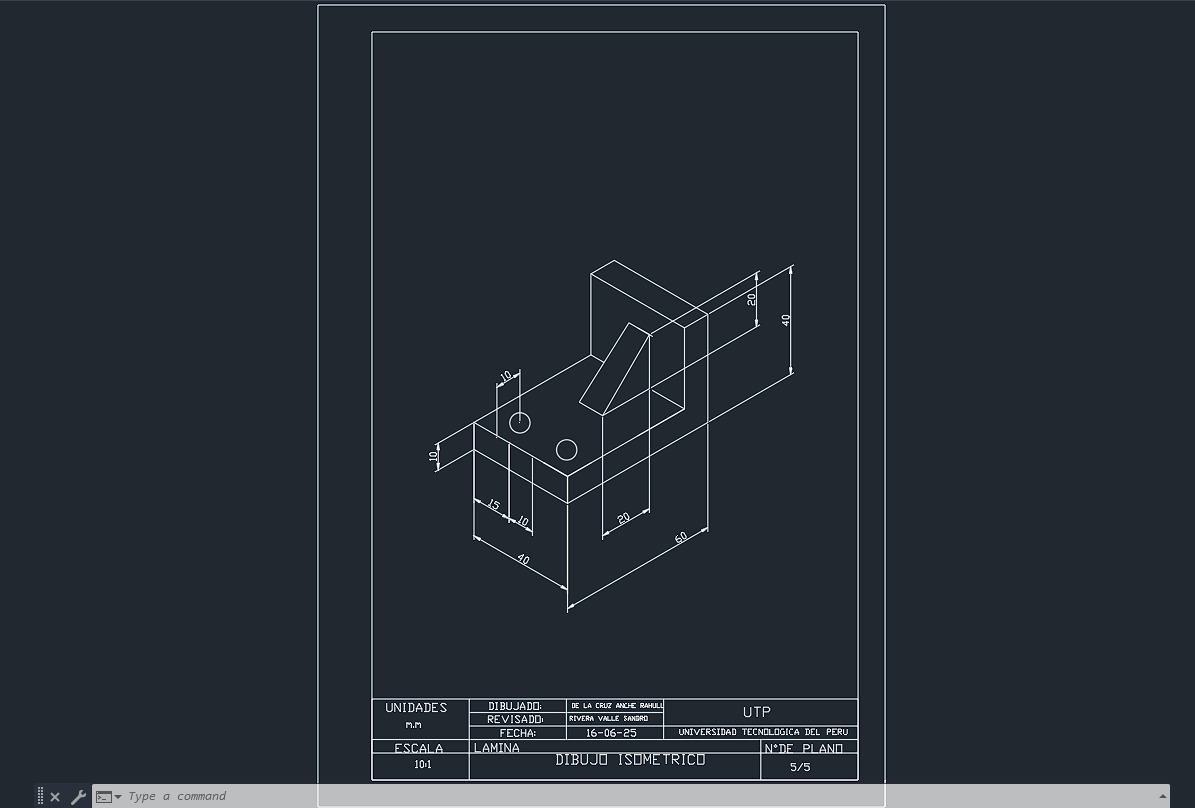 20
40
10
10
15
10
20
40
60
UNIDADES
m.m
DIBUJADO:
DE LA CRUZ ANCHE RAHULL
REVISADO:
RIVERA VALLE SANDRO
FECHA:
16-06-25
UTP
UNIVERSIDAD TECNOLOGICA DEL PERU
ESCALA
10:1
LAMINA
DIBUJO ISOMETRICO
N°DE PLANO
5/5
Type a command